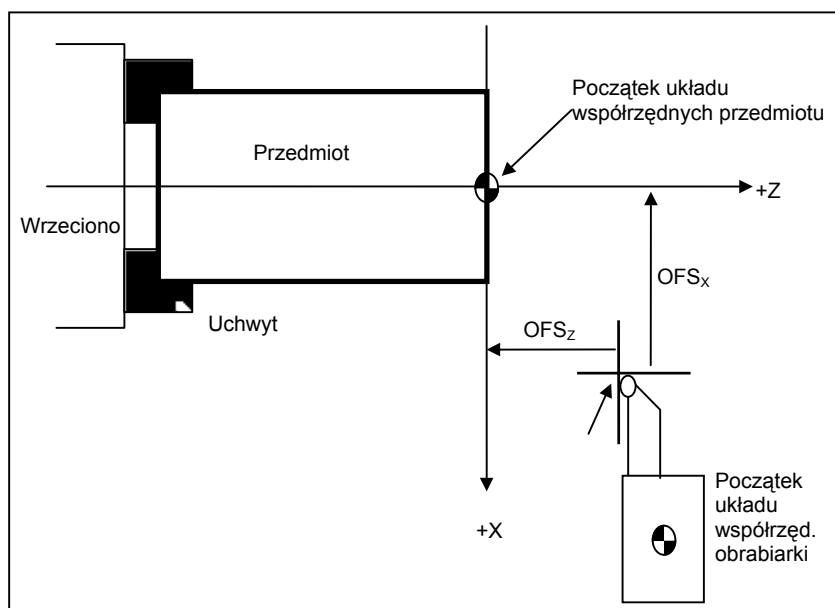 Początek układu
współrzędnych przedmiotu
Przedmiot
+Z
Wrzeciono
OFSX
Uchwyt
OFSZ
+X
Początek
układu
współrzęd.
obrabiarki